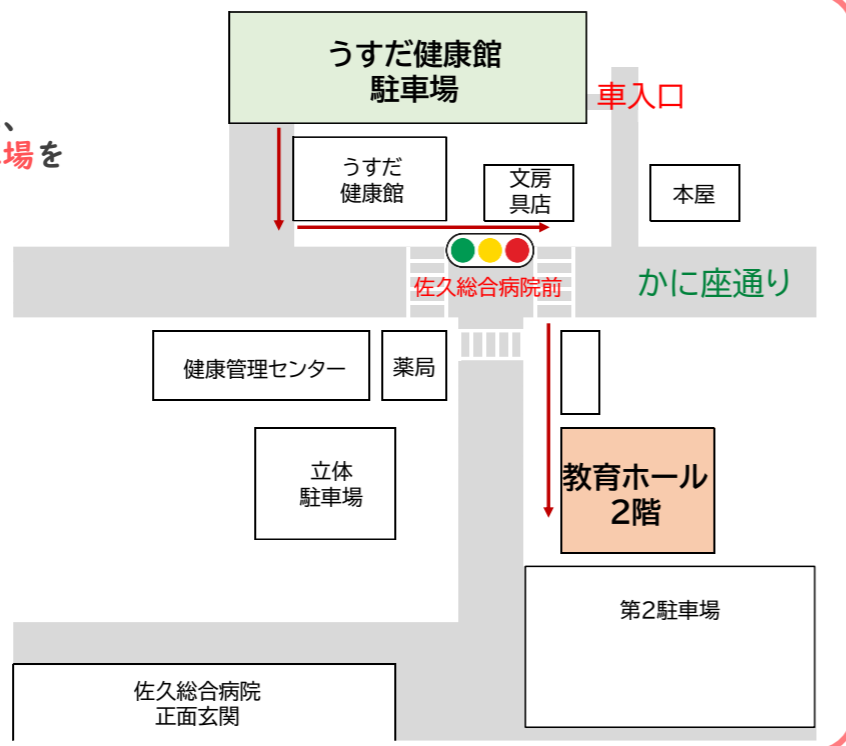 うすだ健康館
駐車場
車入口
、
場を
うすだ
健康館
文房
具店
本屋
佐久総合病院前
かに座通り
健康管理センター
薬局
立体
駐車場
教育ホール
2階
第2駐車場
佐久総合病院
正面玄関